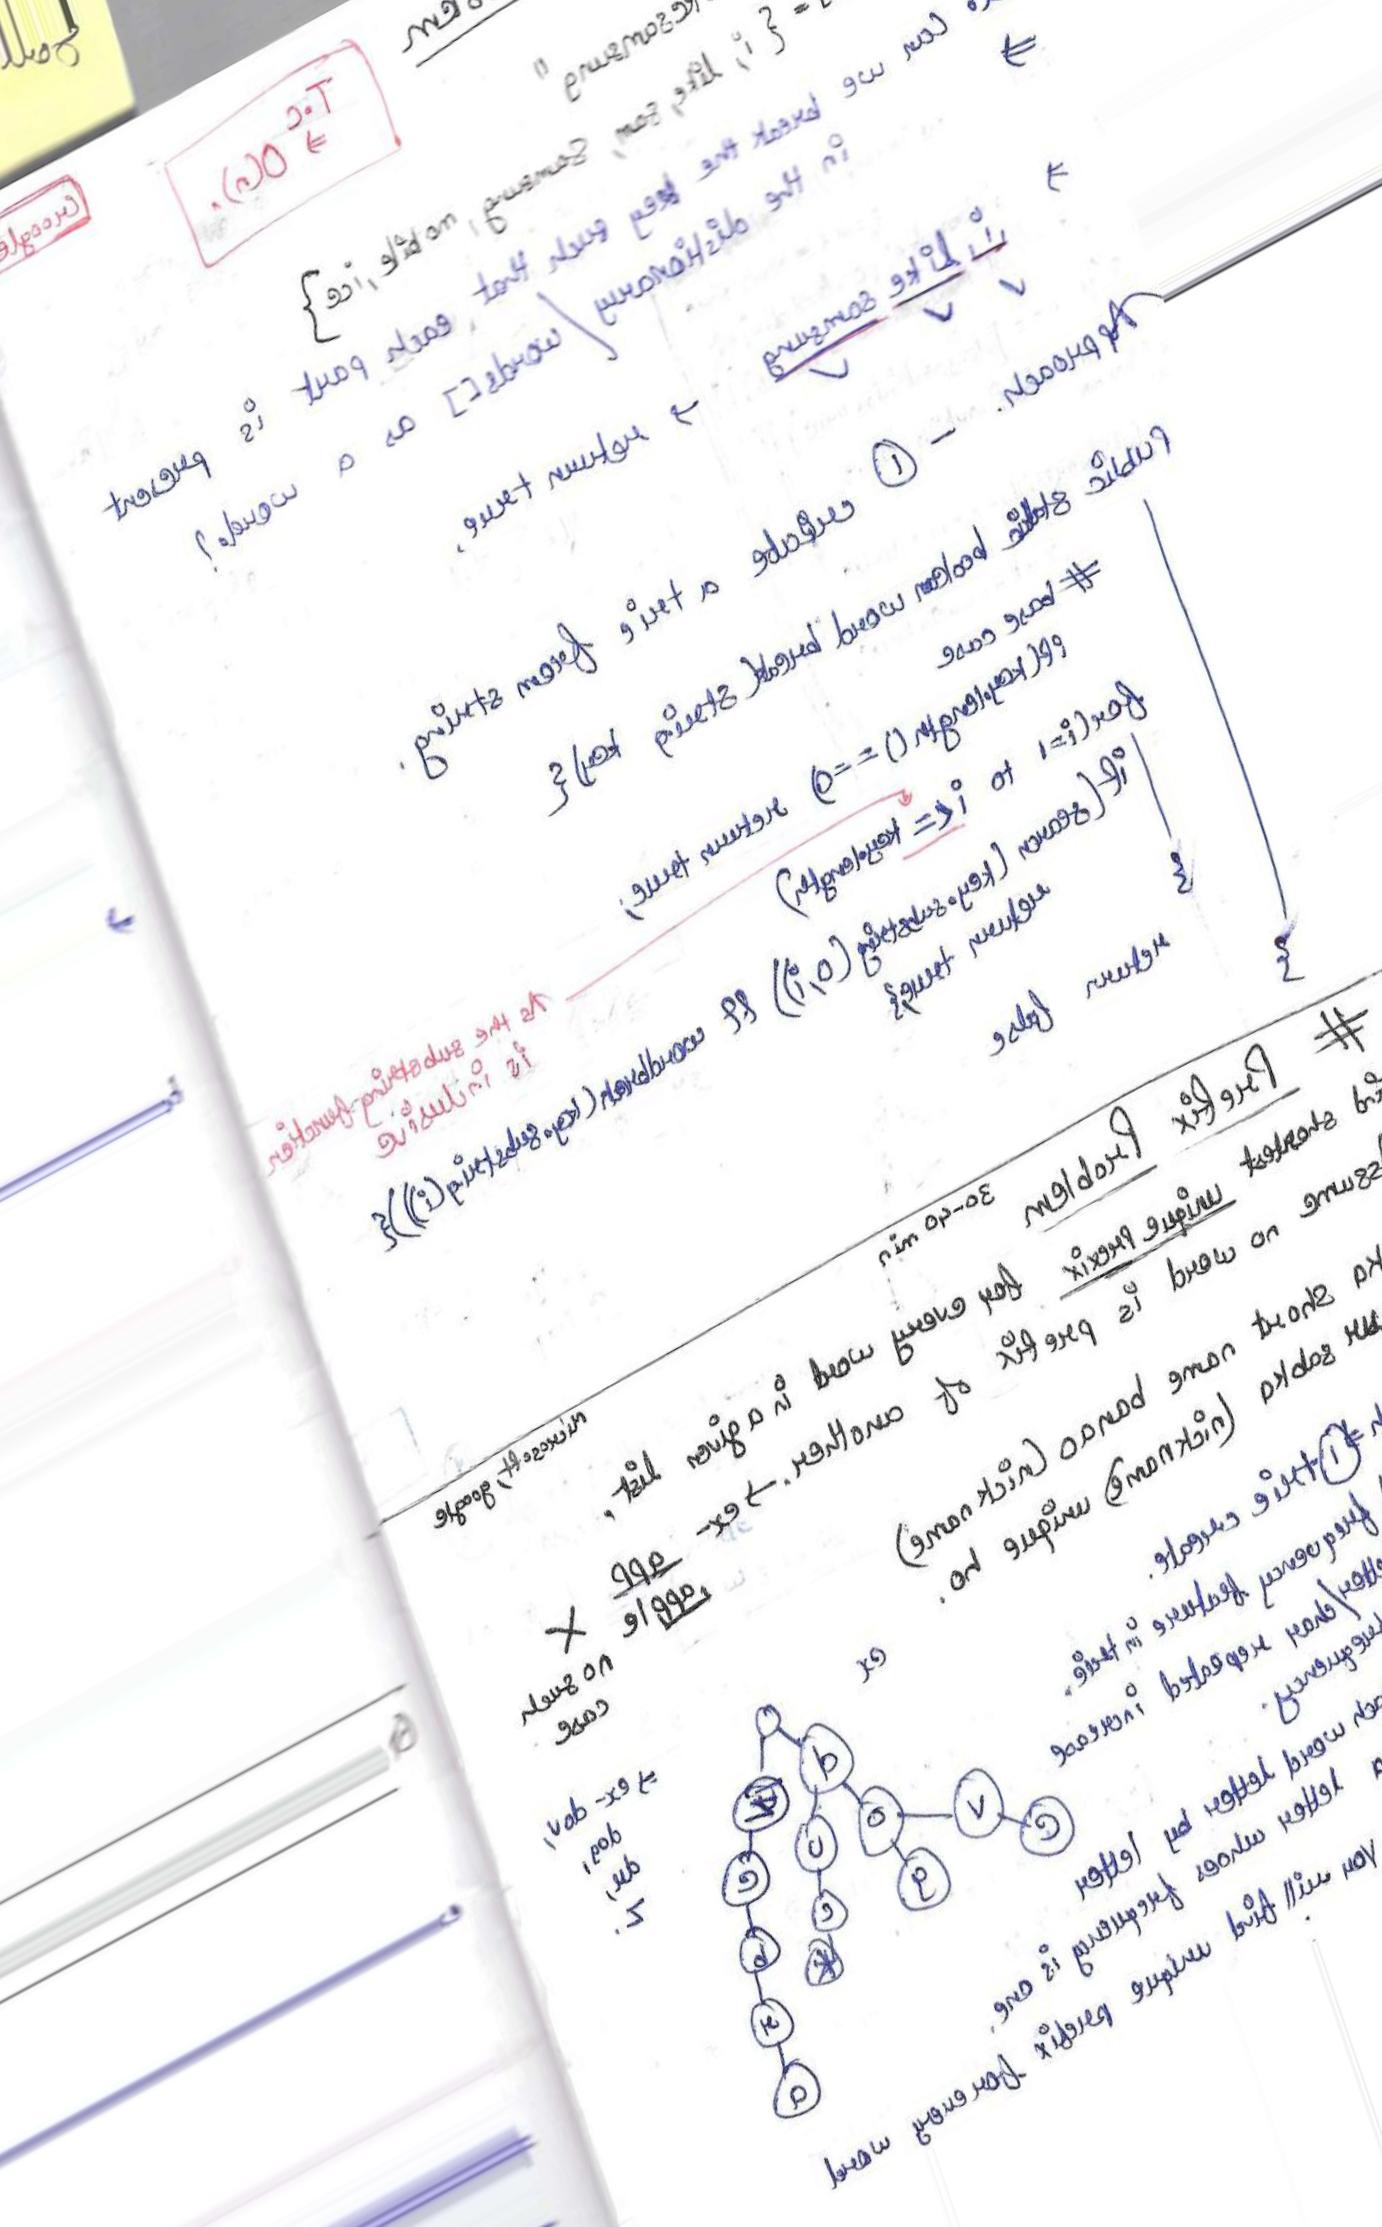 Google
T.C
→ O(n).
= { i, like, sam, samsung, mobile, ice}
samsung"
can we break the key such that each part is present
in the dictionary / words[] as a word?
i, like samsung
→ return true.
Approach. - ① create a trie from string.
Public static boolean word break(string key){
# base case
if(key.length() == 0) return true;
for(i=1 to i<= key.length)
if(search(key.substring(0,i)) && wordbreak(key.substring(i))){
return true;}
}
return false
}
As the substring function
is inclusive
# Prefix Problem
30-40 min
microsoft, google
shortest unique prefix for every word in a given list.
assume no word is prefix of another. → ex-
app
apple
X
no such
case
short name banao (nick name)
sabka (nickname) unique ho.
① trie create.
frequency feature in trie.
letter/char repeated increase
frequency.
each word letter by letter
letter whose frequency is one.
you will find unique prefix for every word
ex
→ ex- dov,
dog,
d
o
v
e
g
u
c
k
z
e
b
r
a